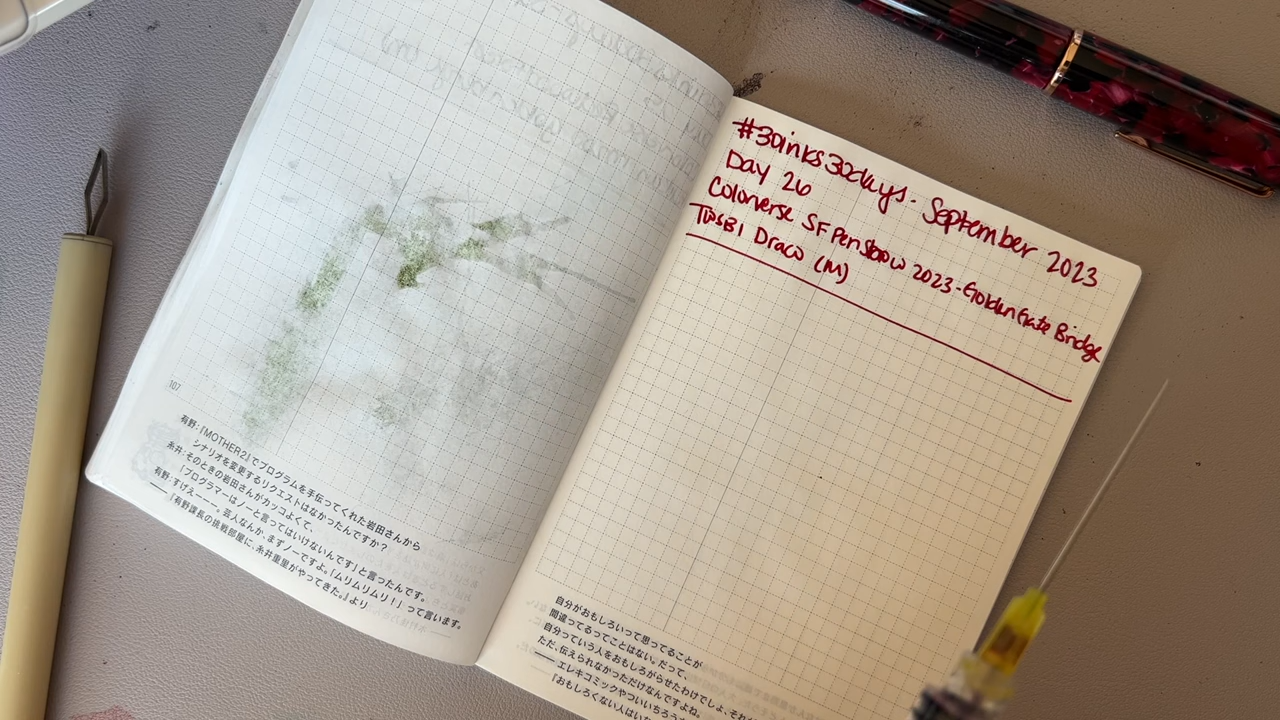 107
有野：『MOTHER2』でプログラムを手伝ってくれた岩田さんから
シナリオを変更するリクエストはなかったんですか？
糸井：そのときの岩田さんがカッコよくて、
「プログラマーはノーと言ってはいけないんです」と言ったんです。
有野：すげえーーー。芸人なんか、まずノーですよ。「ムリムリムリ！」って言います。
──『有野課長の挑戦部屋に、糸井重里がやってきた。』より
#30inks30days - September 2023
Day 26
Colorverse SF Pen Show 2023 - Golden Gate Bridge
TWSBI Draco (M)
自分がおもしろいって思ってることが
間違ってるってことはない。だって、
自分っていう人をおもしろがらせたわけでしょ、それが
ただ、伝えられなかっただけなんですよね。
──エレキコミックやついいちろう
『おもしろくない人はい